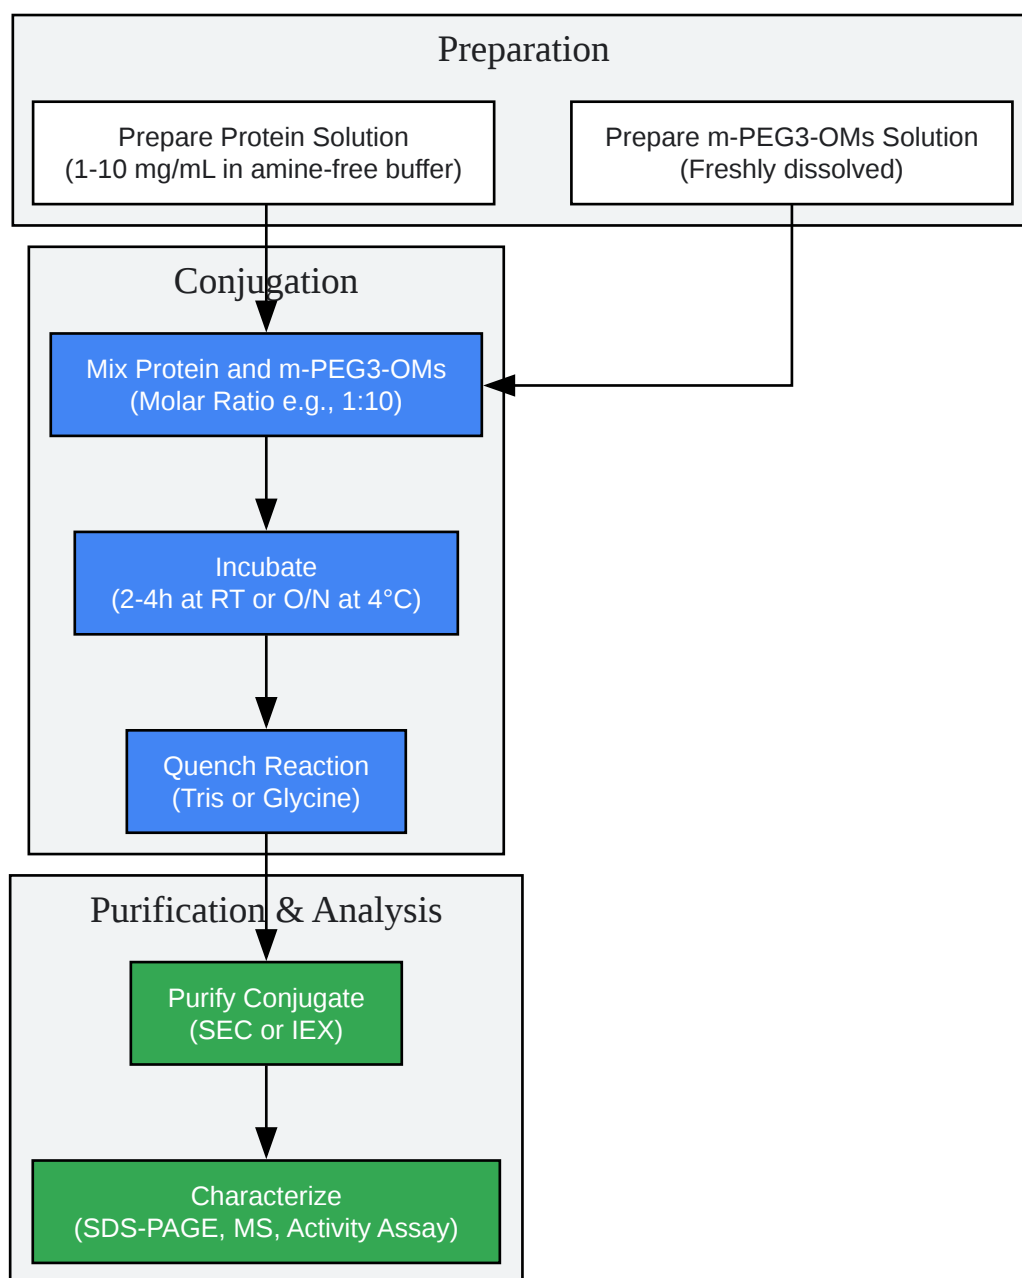 Preparation
Prepare Protein Solution
(1-10 mg/mL in amine-free buffer)
Prepare m-PEG3-OMs Solution
(Freshly dissolved)
Conjugation
Mix Protein and m-PEG3-OMs
(Molar Ratio e.g., 1:10)
Incubate
(2-4h at RT or O/N at 4°C)
Quench Reaction
(Tris or Glycine)
Purification & Analysis
Purify Conjugate
(SEC or IEX)
Characterize
(SDS-PAGE, MS, Activity Assay)